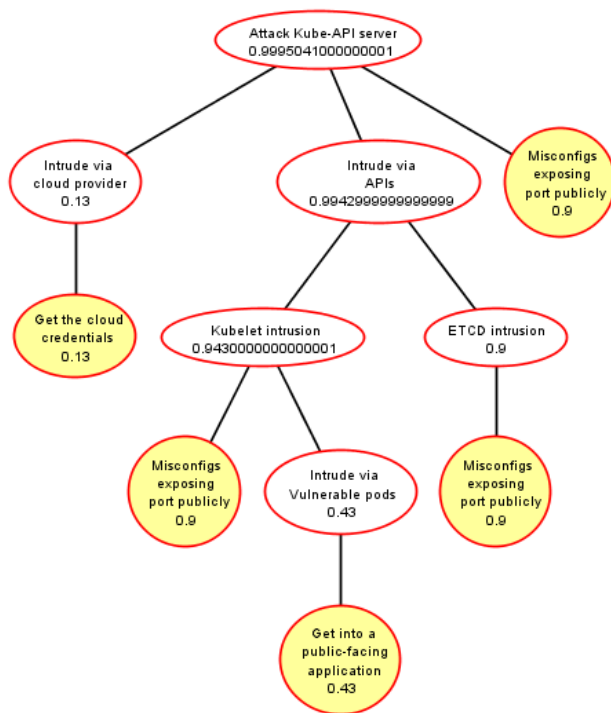 Attack Kube-API server
0.9995041000000001
Intrude via
cloud provider
0.13
Intrude via
APIs
0.9942999999999999
Misconfigs
exposing
port publicly
0.9
Get the cloud
credentials
0.13
Kubelet intrusion
0.9430000000000001
ETCD intrusion
0.9
Misconfigs
exposing
port publicly
0.9
Intrude via
Vulnerable pods
0.43
Misconfigs
exposing
port publicly
0.9
Get into a
public-facing
application
0.43